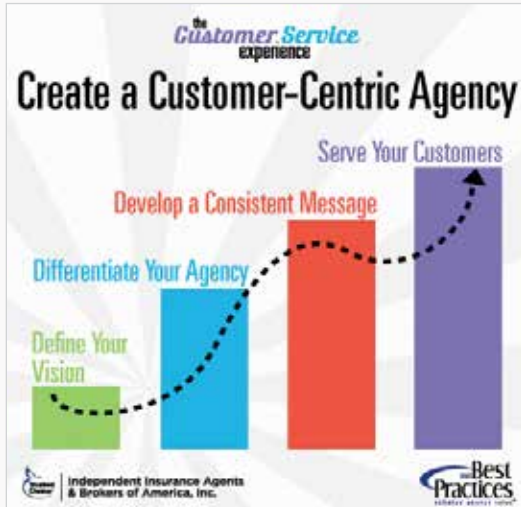 the
Customer Service
experience
Create a Customer-Centric Agency
Serve Your Customers
Develop a Consistent Message
Differentiate Your Agency
Define Your
Vision
Independent Insurance Agents
& Brokers of America, Inc.
Best
Practices